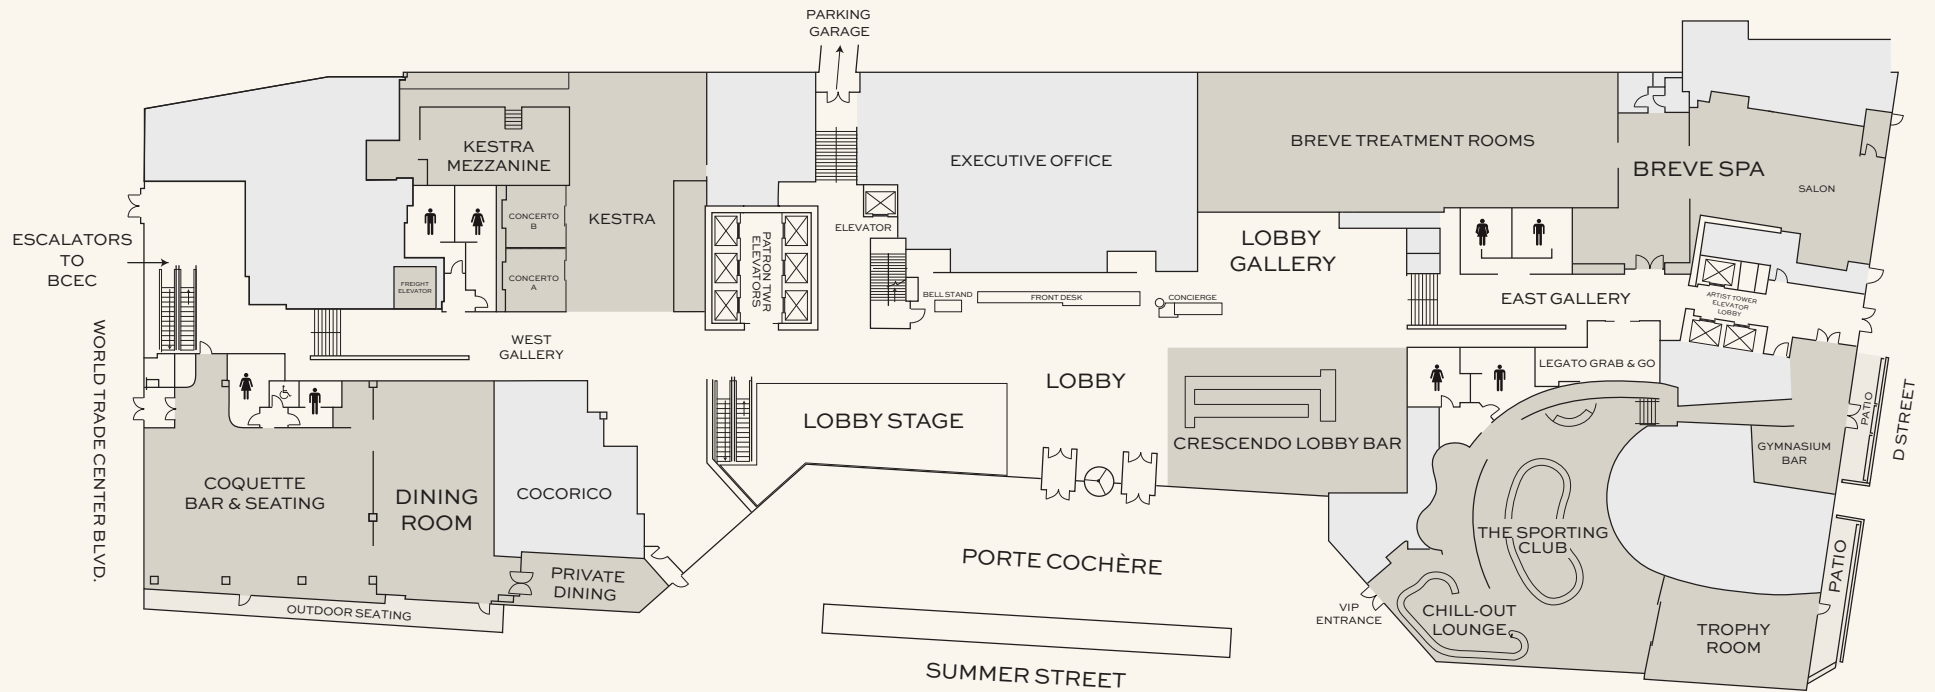 PARKING
GARAGE
KESTRA
MEZZANINE
CONCERTO
B
CONCERTO
A
KESTRA
FREIGHT
ELEVATOR
PATRON TWR
ELEVATORS
ELEVATOR
EXECUTIVE OFFICE
BREVE TREATMENT ROOMS
BREVE SPA
SALON
ESCALATORS
TO
BCEC
WORLD TRADE CENTER BLVD.
WEST
GALLERY
BELL STAND
FRONT DESK
CONCIERGE
LOBBY
GALLERY
EAST GALLERY
ARTIST TOWER
ELEVATOR
LOBBY
LEGATO GRAB & GO
LOBBY
LOBBY STAGE
CRESCENDO LOBBY BAR
COQUETTE
BAR & SEATING
DINING
ROOM
COCORICO
PRIVATE
DINING
OUTDOOR SEATING
PORTE COCHÈRE
SUMMER STREET
VIP
ENTRANCE
THE SPORTING
CLUB
CHILL-OUT
LOUNGE
GYMNASIUM
BAR
TROPHY
ROOM
PATIO
PATIO
D STREET